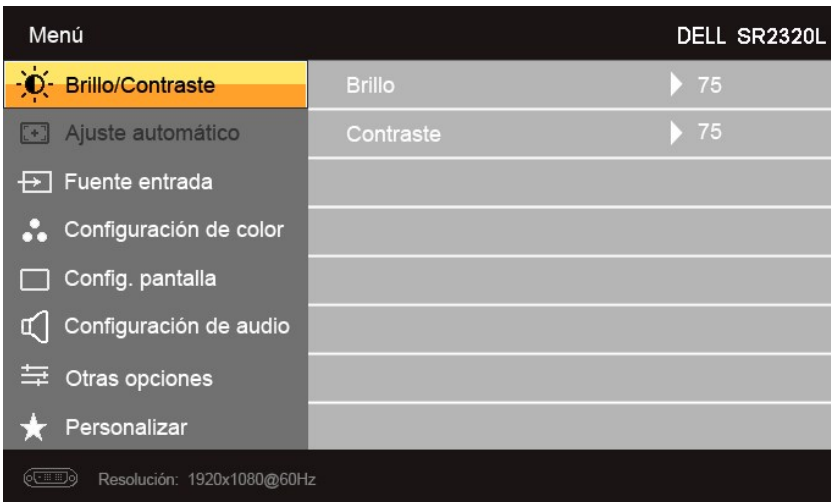 Menú DELL SR2320L
Brillo/Contraste Brillo 75
Ajuste automático Contraste 75
Fuente entrada
Configuración de color
Config. pantalla
Configuración de audio
Otras opciones
Personalizar
Resolución: 1920x1080@60Hz